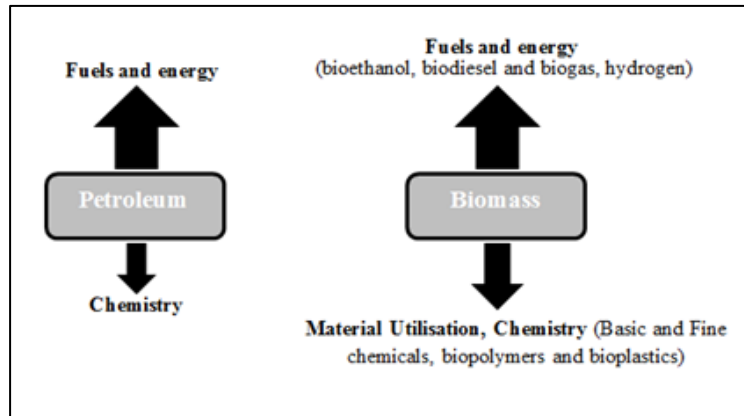 Fuels and energy
Petroleum
Chemistry
Fuels and energy
(bioethanol, biodiesel and biogas, hydrogen)
Biomass
Material Utilisation, Chemistry (Basic and Fine
chemicals, biopolymers and bioplastics)